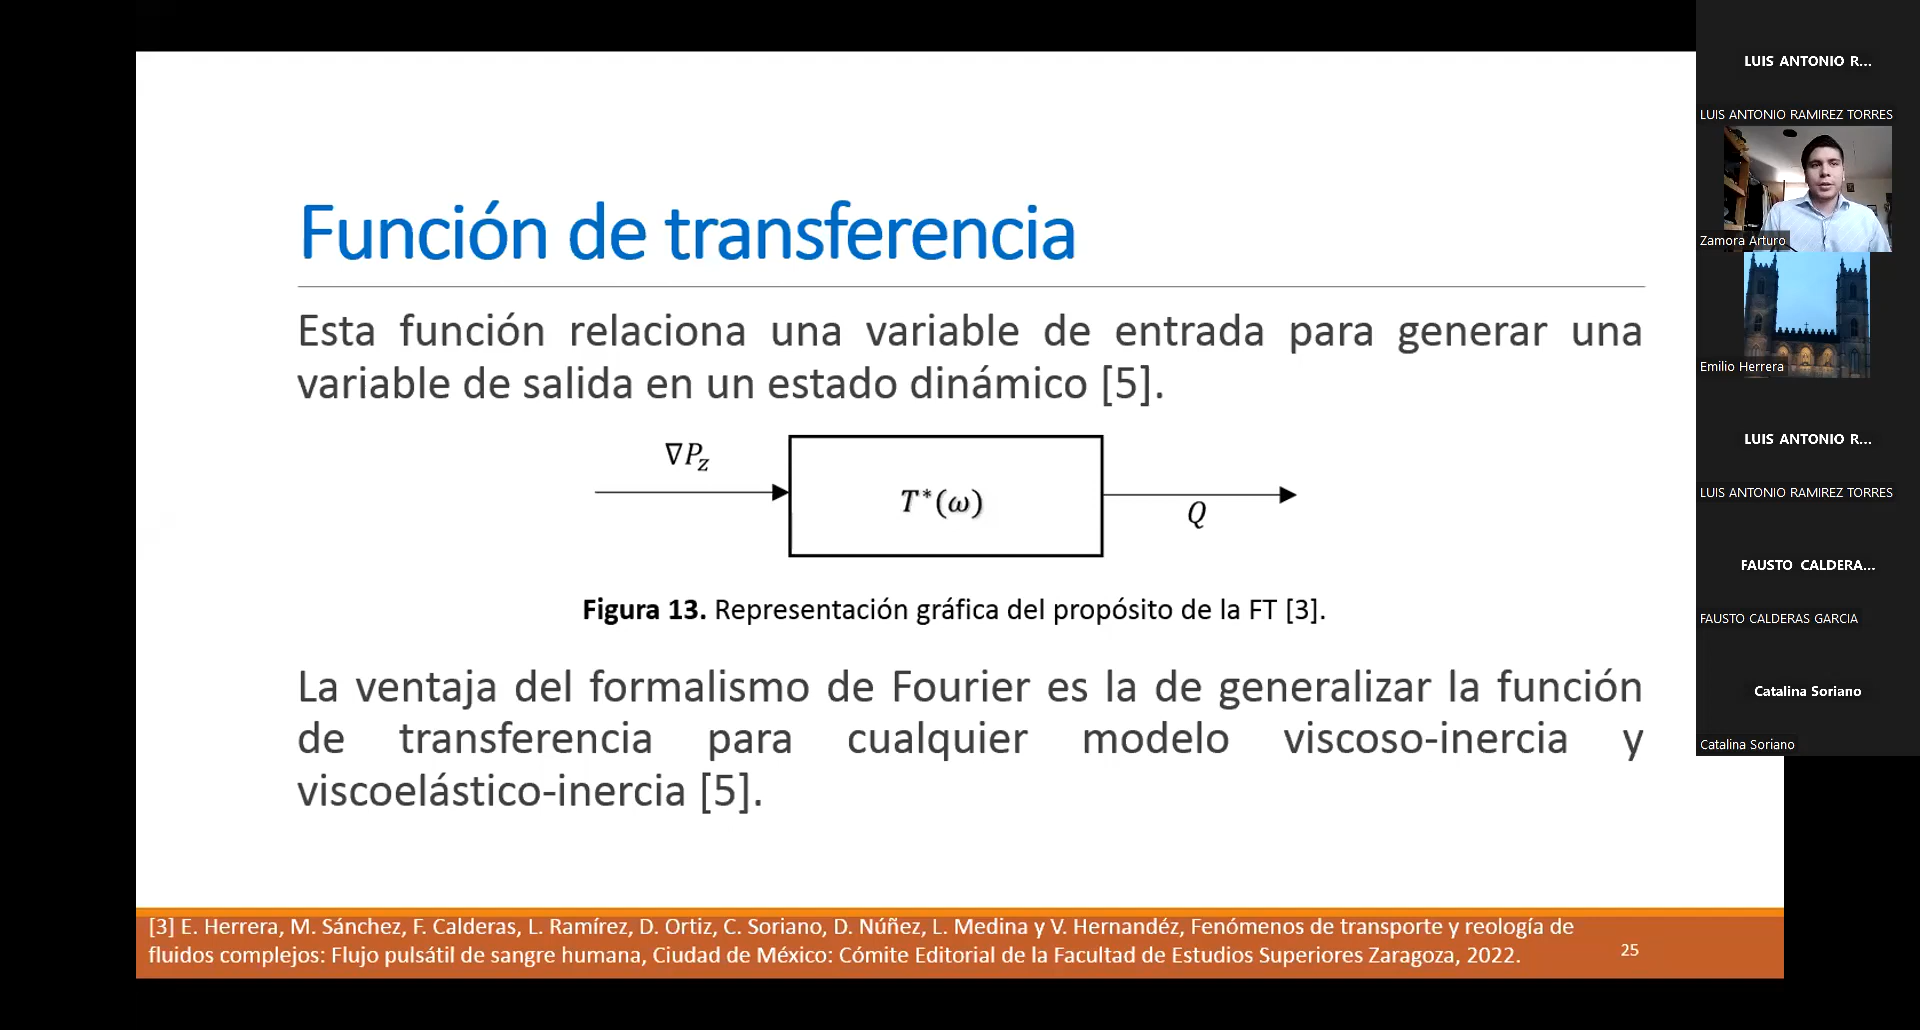 Función de transferencia
Esta función relaciona una variable de entrada para generar una
variable de salida en un estado dinámico [5].
∇P_z
T*(ω)
Q
Figura 13. Representación gráfica del propósito de la FT [3].
La ventaja del formalismo de Fourier es la de generalizar la función
de transferencia para cualquier modelo viscoso-inercia y
viscoelástico-inercia [5].
[3] E. Herrera, M. Sánchez, F. Calderas, L. Ramírez, D. Ortiz, C. Soriano, D. Núñez, L. Medina y V. Hernandéz, Fenómenos de transporte y reología de
fluidos complejos: Flujo pulsátil de sangre humana, Ciudad de México: Cómite Editorial de la Facultad de Estudios Superiores Zaragoza, 2022.
25
LUIS ANTONIO R...
LUIS ANTONIO RAMIREZ TORRES
Zamora Arturo
Emilio Herrera
LUIS ANTONIO R...
LUIS ANTONIO RAMIREZ TORRES
FAUSTO CALDERA...
FAUSTO CALDERAS GARCIA
Catalina Soriano
Catalina Soriano